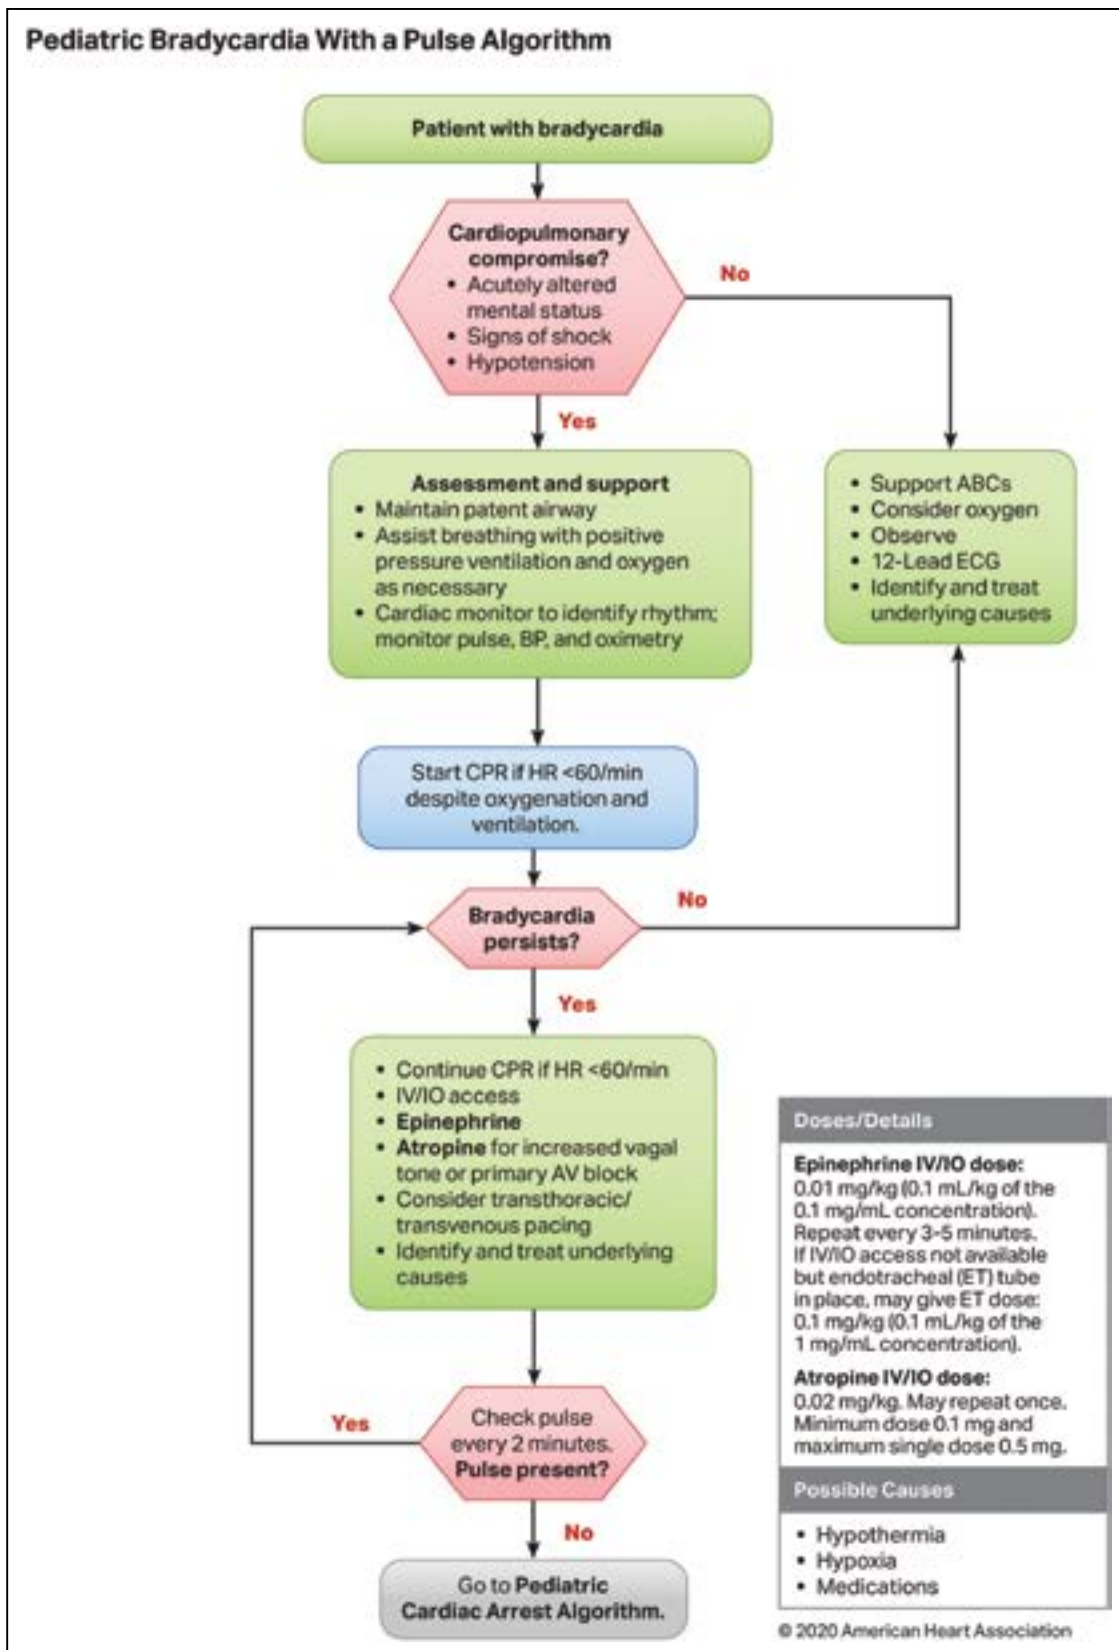 Pediatric Bradycardia With a Pulse Algorithm
Patient with bradycardia
Cardiopulmonary
compromise?
• Acutely altered
mental status
• Signs of shock
• Hypotension
No
Yes
Assessment and support
• Maintain patent airway
• Assist breathing with positive
pressure ventilation and oxygen
as necessary
• Cardiac monitor to identify rhythm;
monitor pulse, BP, and oximetry
• Support ABCs
• Consider oxygen
• Observe
• 12-Lead ECG
• Identify and treat
underlying causes
Start CPR if HR <60/min
despite oxygenation and
ventilation.
Bradycardia
persists?
No
Yes
• Continue CPR if HR <60/min
• IV/IO access
• Epinephrine
• Atropine for increased vagal
tone or primary AV block
• Consider transthoracic/
transvenous pacing
• Identify and treat underlying
causes
Check pulse
every 2 minutes.
Pulse present?
Yes
No
Go to Pediatric
Cardiac Arrest Algorithm.
Doses/Details
Epinephrine IV/IO dose:
0.01 mg/kg (0.1 mL/kg of the
0.1 mg/mL concentration).
Repeat every 3-5 minutes.
If IV/IO access not available
but endotracheal (ET) tube
in place, may give ET dose:
0.1 mg/kg (0.1 mL/kg of the
1 mg/mL concentration).
Atropine IV/IO dose:
0.02 mg/kg. May repeat once.
Minimum dose 0.1 mg and
maximum single dose 0.5 mg.
Possible Causes
• Hypothermia
• Hypoxia
• Medications
© 2020 American Heart Association